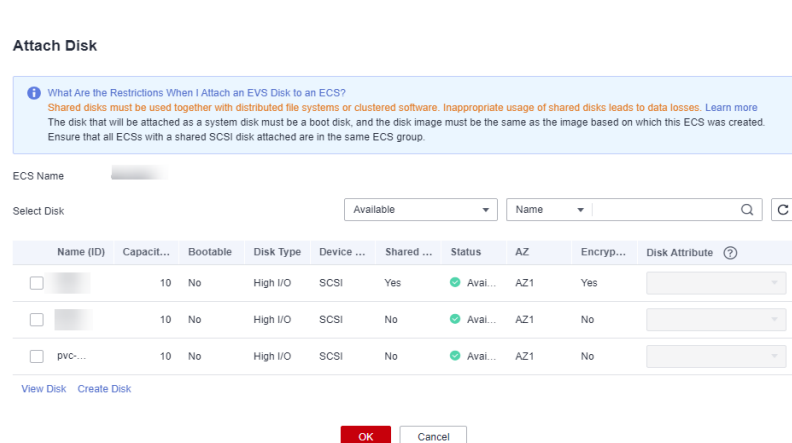 Attach Disk
What Are the Restrictions When I Attach an EVS Disk to an ECS?
Shared disks must be used together with distributed file systems or clustered software. Inappropriate usage of shared disks leads to data losses. Learn more
The disk that will be attached as a system disk must be a boot disk, and the disk image must be the same as the image based on which this ECS was created.
Ensure that all ECSs with a shared SCSI disk attached are in the same ECS group.
ECS Name
Select Disk Available Name
Name (ID) Capacit... Bootable Disk Type Device ... Shared ... Status AZ Encryp... Disk Attribute ?
10 No High I/O SCSI Yes Avai... AZ1 Yes
10 No High I/O SCSI No Avai... AZ1 No
pvc-... 10 No High I/O SCSI No Avai... AZ1 No
View Disk Create Disk
OK Cancel